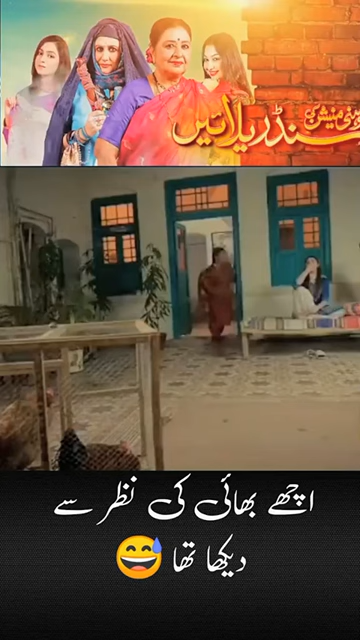 سنڈریلائیں
اچھے بھائی کی نظر سے
دیکھا تھا 😅